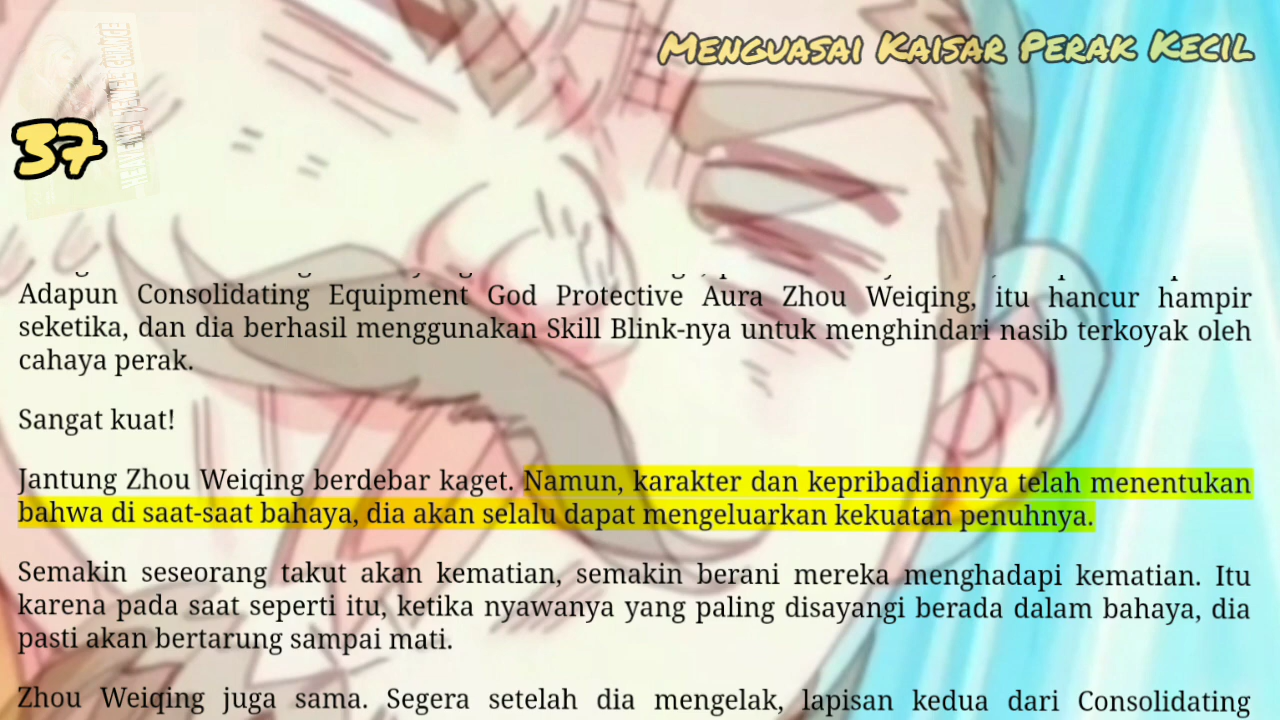 Menguasai Kaisar Perak Kecil
37
Adapun Consolidating Equipment God Protective Aura Zhou Weiqing, itu hancur hampir
seketika, dan dia berhasil menggunakan Skill Blink-nya untuk menghindari nasib terkoyak oleh
cahaya perak.
Sangat kuat!
Jantung Zhou Weiqing berdebar kaget. Namun, karakter dan kepribadiannya telah menentukan
bahwa di saat-saat bahaya, dia akan selalu dapat mengeluarkan kekuatan penuhnya.
Semakin seseorang takut akan kematian, semakin berani mereka menghadapi kematian. Itu
karena pada saat seperti itu, ketika nyawanya yang paling disayangi berada dalam bahaya, dia
pasti akan bertarung sampai mati.
Zhou Weiqing juga sama. Segera setelah dia mengelak, lapisan kedua dari Consolidating